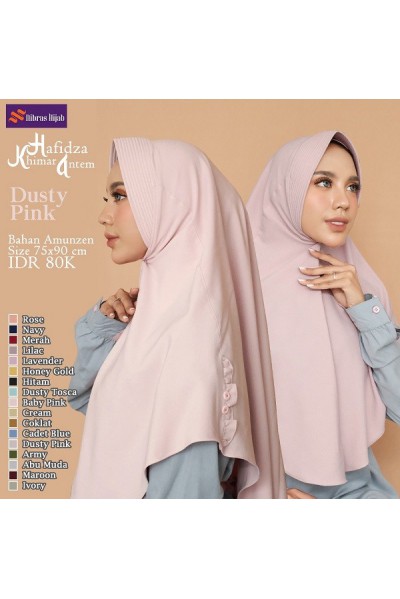 Nibras Hijab
Hafidza
Khimar Antem
Dusty
Pink
Bahan Amunzen
Size 75x90 cm
IDR 80K
Rose
Navy
Merah
Lilac
Lavender
Honey Gold
Hitam
Dusty Tosca
Baby Pink
Cream
Coklat
Cadet Blue
Dusty Pink
Army
Abu Muda
Maroon
Ivory